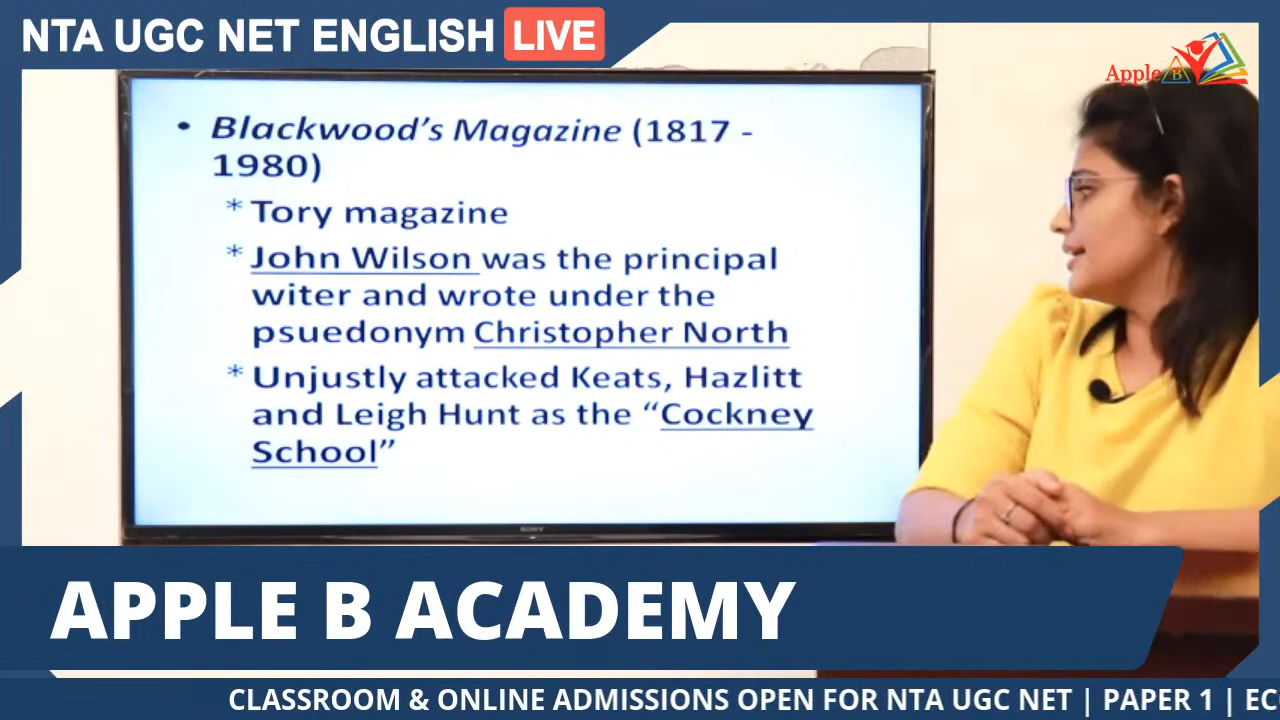 NTA UGC NET ENGLISH LIVE
Apple B
• Blackwood's Magazine (1817 -
1980)
* Tory magazine
* John Wilson was the principal
witer and wrote under the
psuedonym Christopher North
* Unjustly attacked Keats, Hazlitt
and Leigh Hunt as the “Cockney
School”
SONY
APPLE B ACADEMY
CLASSROOM & ONLINE ADMISSIONS OPEN FOR NTA UGC NET | PAPER 1 | EC